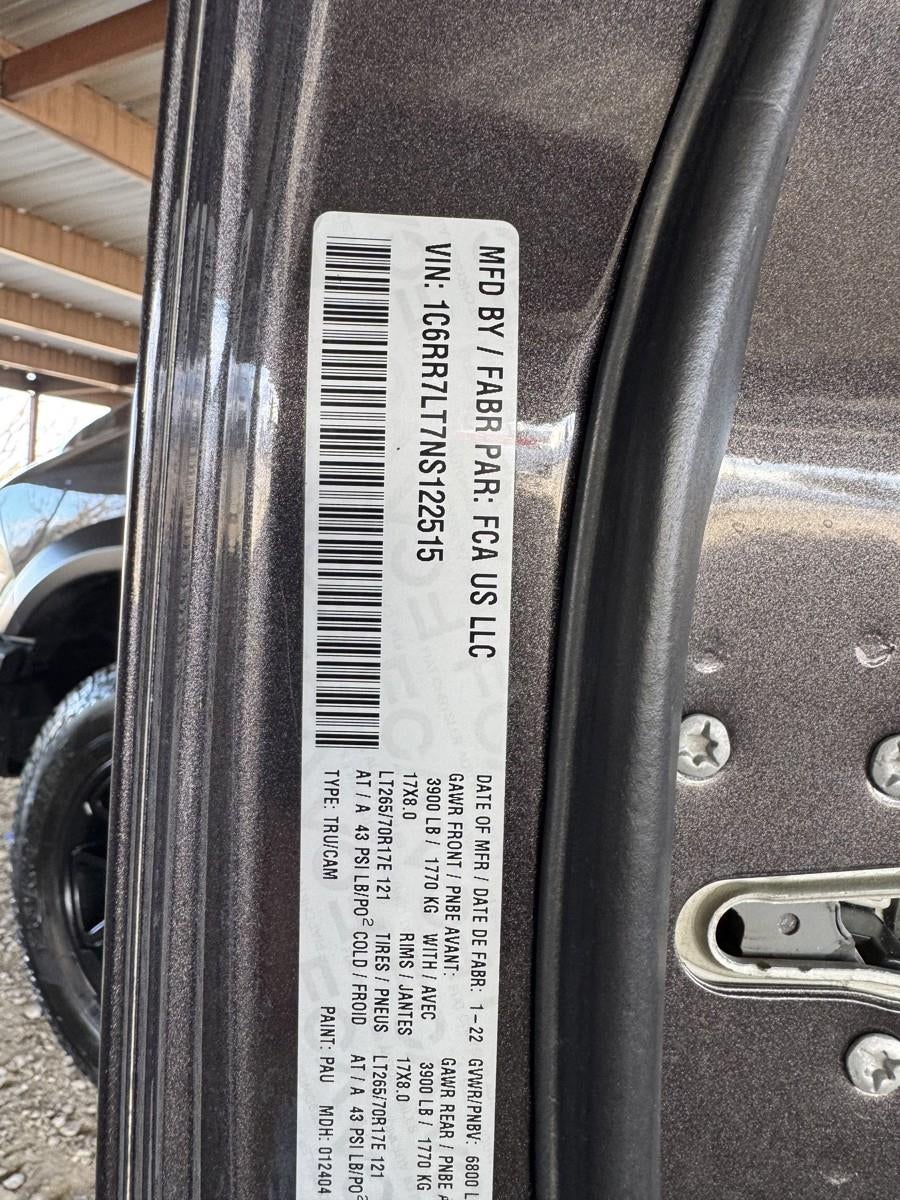 MFD BY / FABR PAR: FCA US LLC
VIN: 1C6RR7LT7NS122515
DATE OF MFR / DATE DE FABR: 1-22 GVWR/PNBV: 6800 L
GAWR FRONT / PNBE AVANT: GAWR REAR / PNBE A
3900 LB / 1770 KG WITH / AVEC 3900 LB / 1770 KG
17X8.0 RIMS / JANTES 17X8.0
LT265/70R17E 121 TIRES / PNEUS LT265/70R17E 121
AT / A 43 PSI LB/PO² COLD / FROID AT / A 43 PSI LB/PO²
TYPE: TRU/CAM PAINT: PAU MDH: 012404